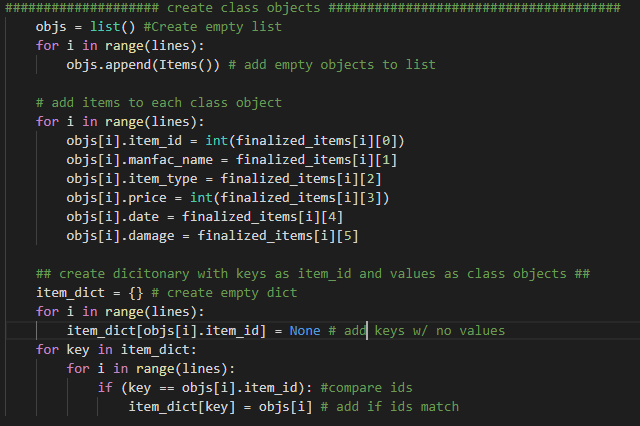 #################### create class objects ######################################
objs = list() #Create empty list
for i in range(lines):
objs.append(Items()) # add empty objects to list
# add items to each class object
for i in range(lines):
objs[i].item_id = int(finalized_items[i][0])
objs[i].manfac_name = finalized_items[i][1]
objs[i].item_type = finalized_items[i][2]
objs[i].price = int(finalized_items[i][3])
objs[i].date = finalized_items[i][4]
objs[i].damage = finalized_items[i][5]
## create dicitonary with keys as item_id and values as class objects ##
item_dict = {} # create empty dict
for i in range(lines):
item_dict[objs[i].item_id] = None # add keys w/ no values
for key in item_dict:
for i in range(lines):
if (key == objs[i].item_id): #compare ids
item_dict[key] = objs[i] # add if ids match